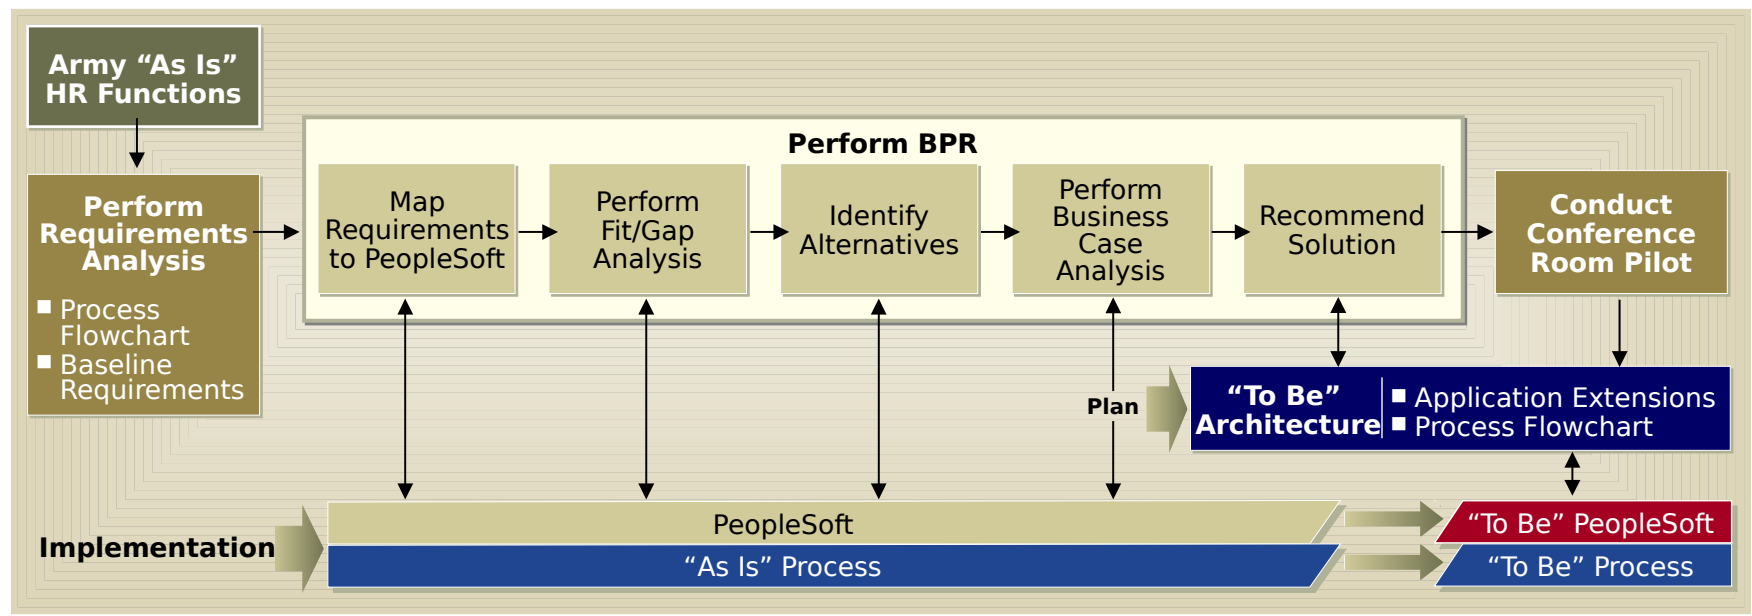 Army “As Is”
HR Functions
Perform
Requirements
Analysis
Process
Flowchart
Baseline
Requirements
Perform BPR
Map
Requirements
to PeopleSoft
Perform
Fit/Gap
Analysis
Identify
Alternatives
Perform
Business
Case
Analysis
Recommend
Solution
Conduct
Conference
Room Pilot
Plan
“To Be”
Architecture
Application Extensions
Process Flowchart
Implementation
PeopleSoft
“As Is” Process
“To Be” PeopleSoft
“To Be” Process